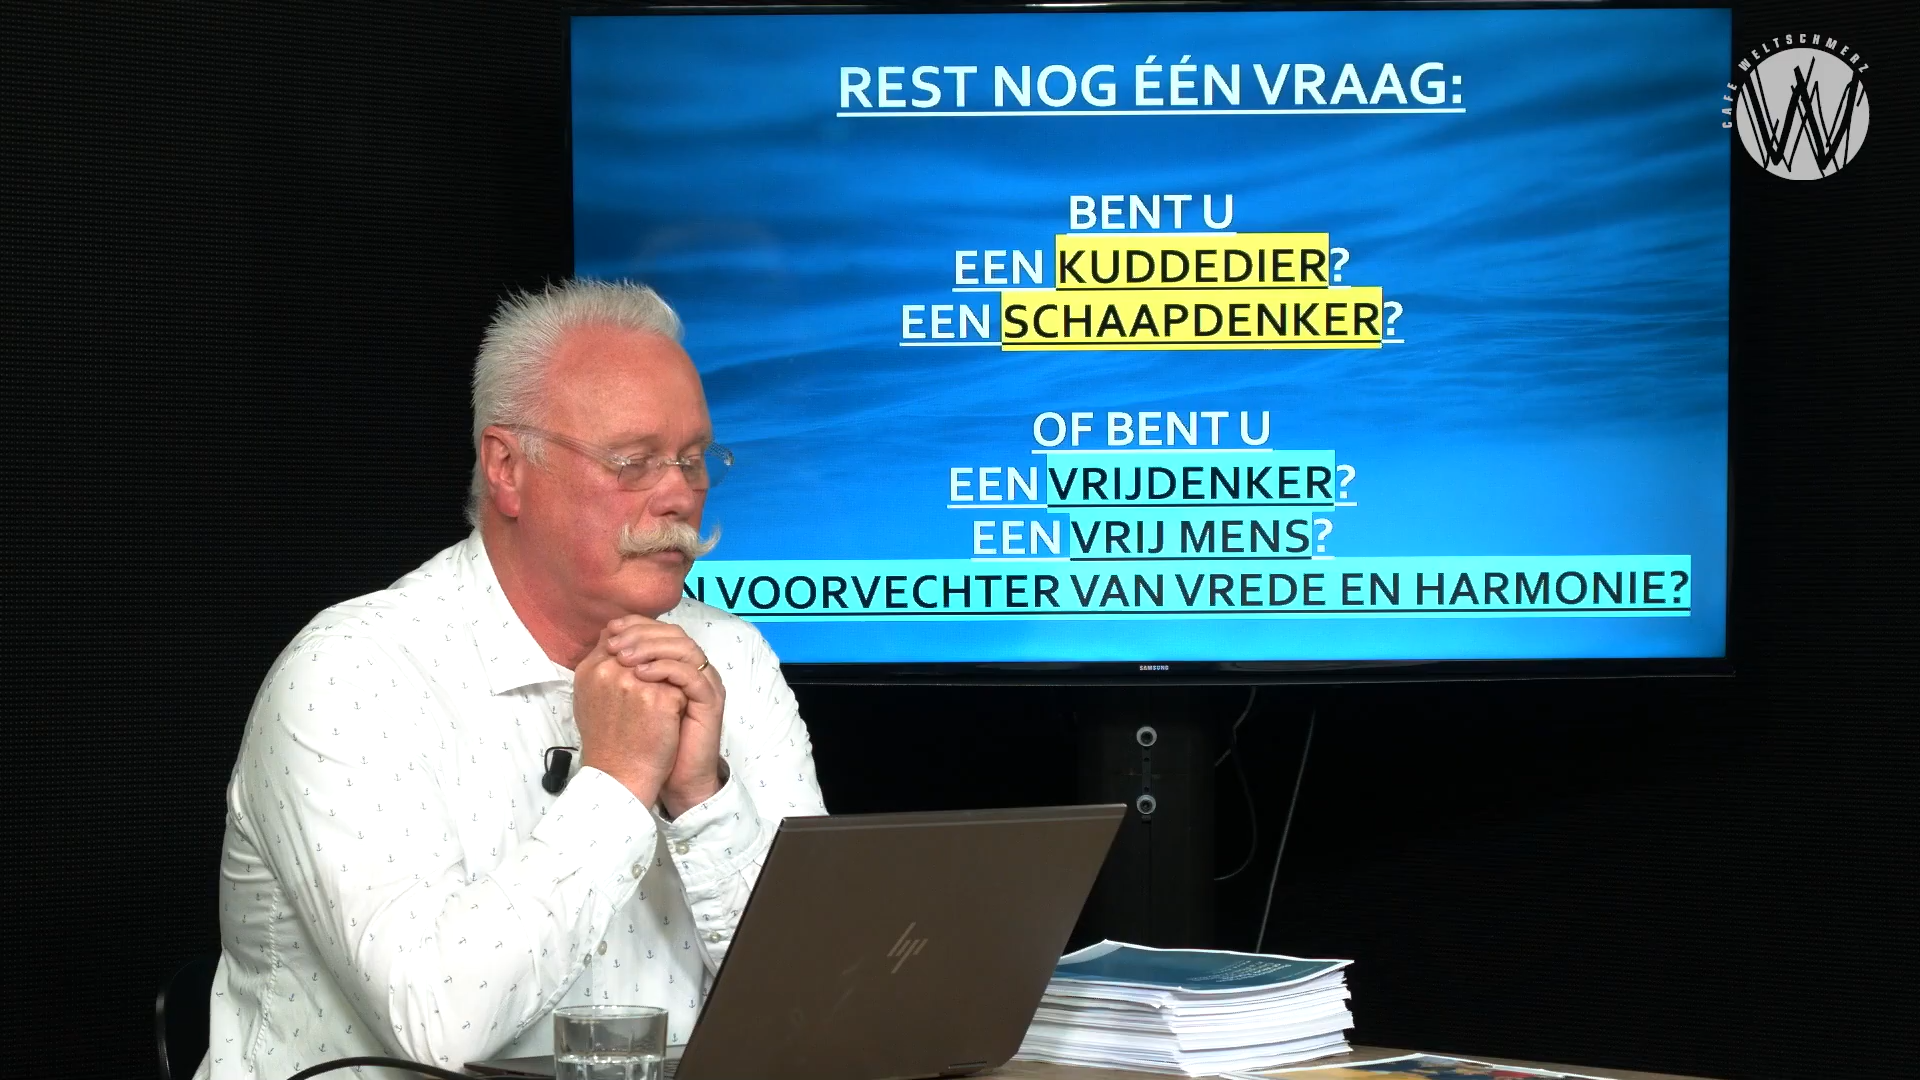 REST NOG ÉÉN VRAAG:
BENT U
EEN KUDDEDIER?
EEN SCHAAPDENKER?
OF BENT U
EEN VRIJDENKER?
EEN VRIJ MENS?
VOORVECHTER VAN VREDE EN HARMONIE?
CAFE WELTSCHMERZ
SAMSUNG
hp